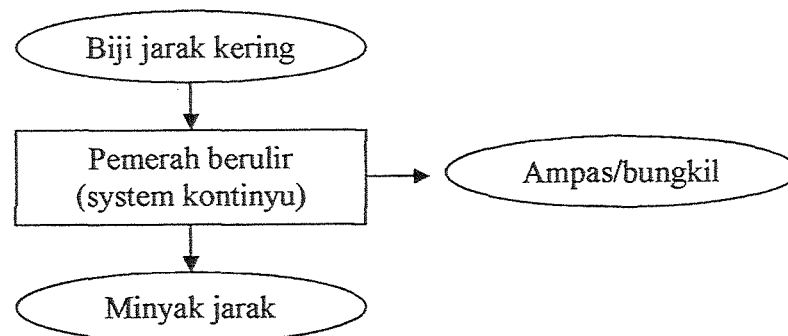 Biji jarak kering
Pemerah berulir
(system kontinyu)
Ampas/bungkil
Minyak jarak